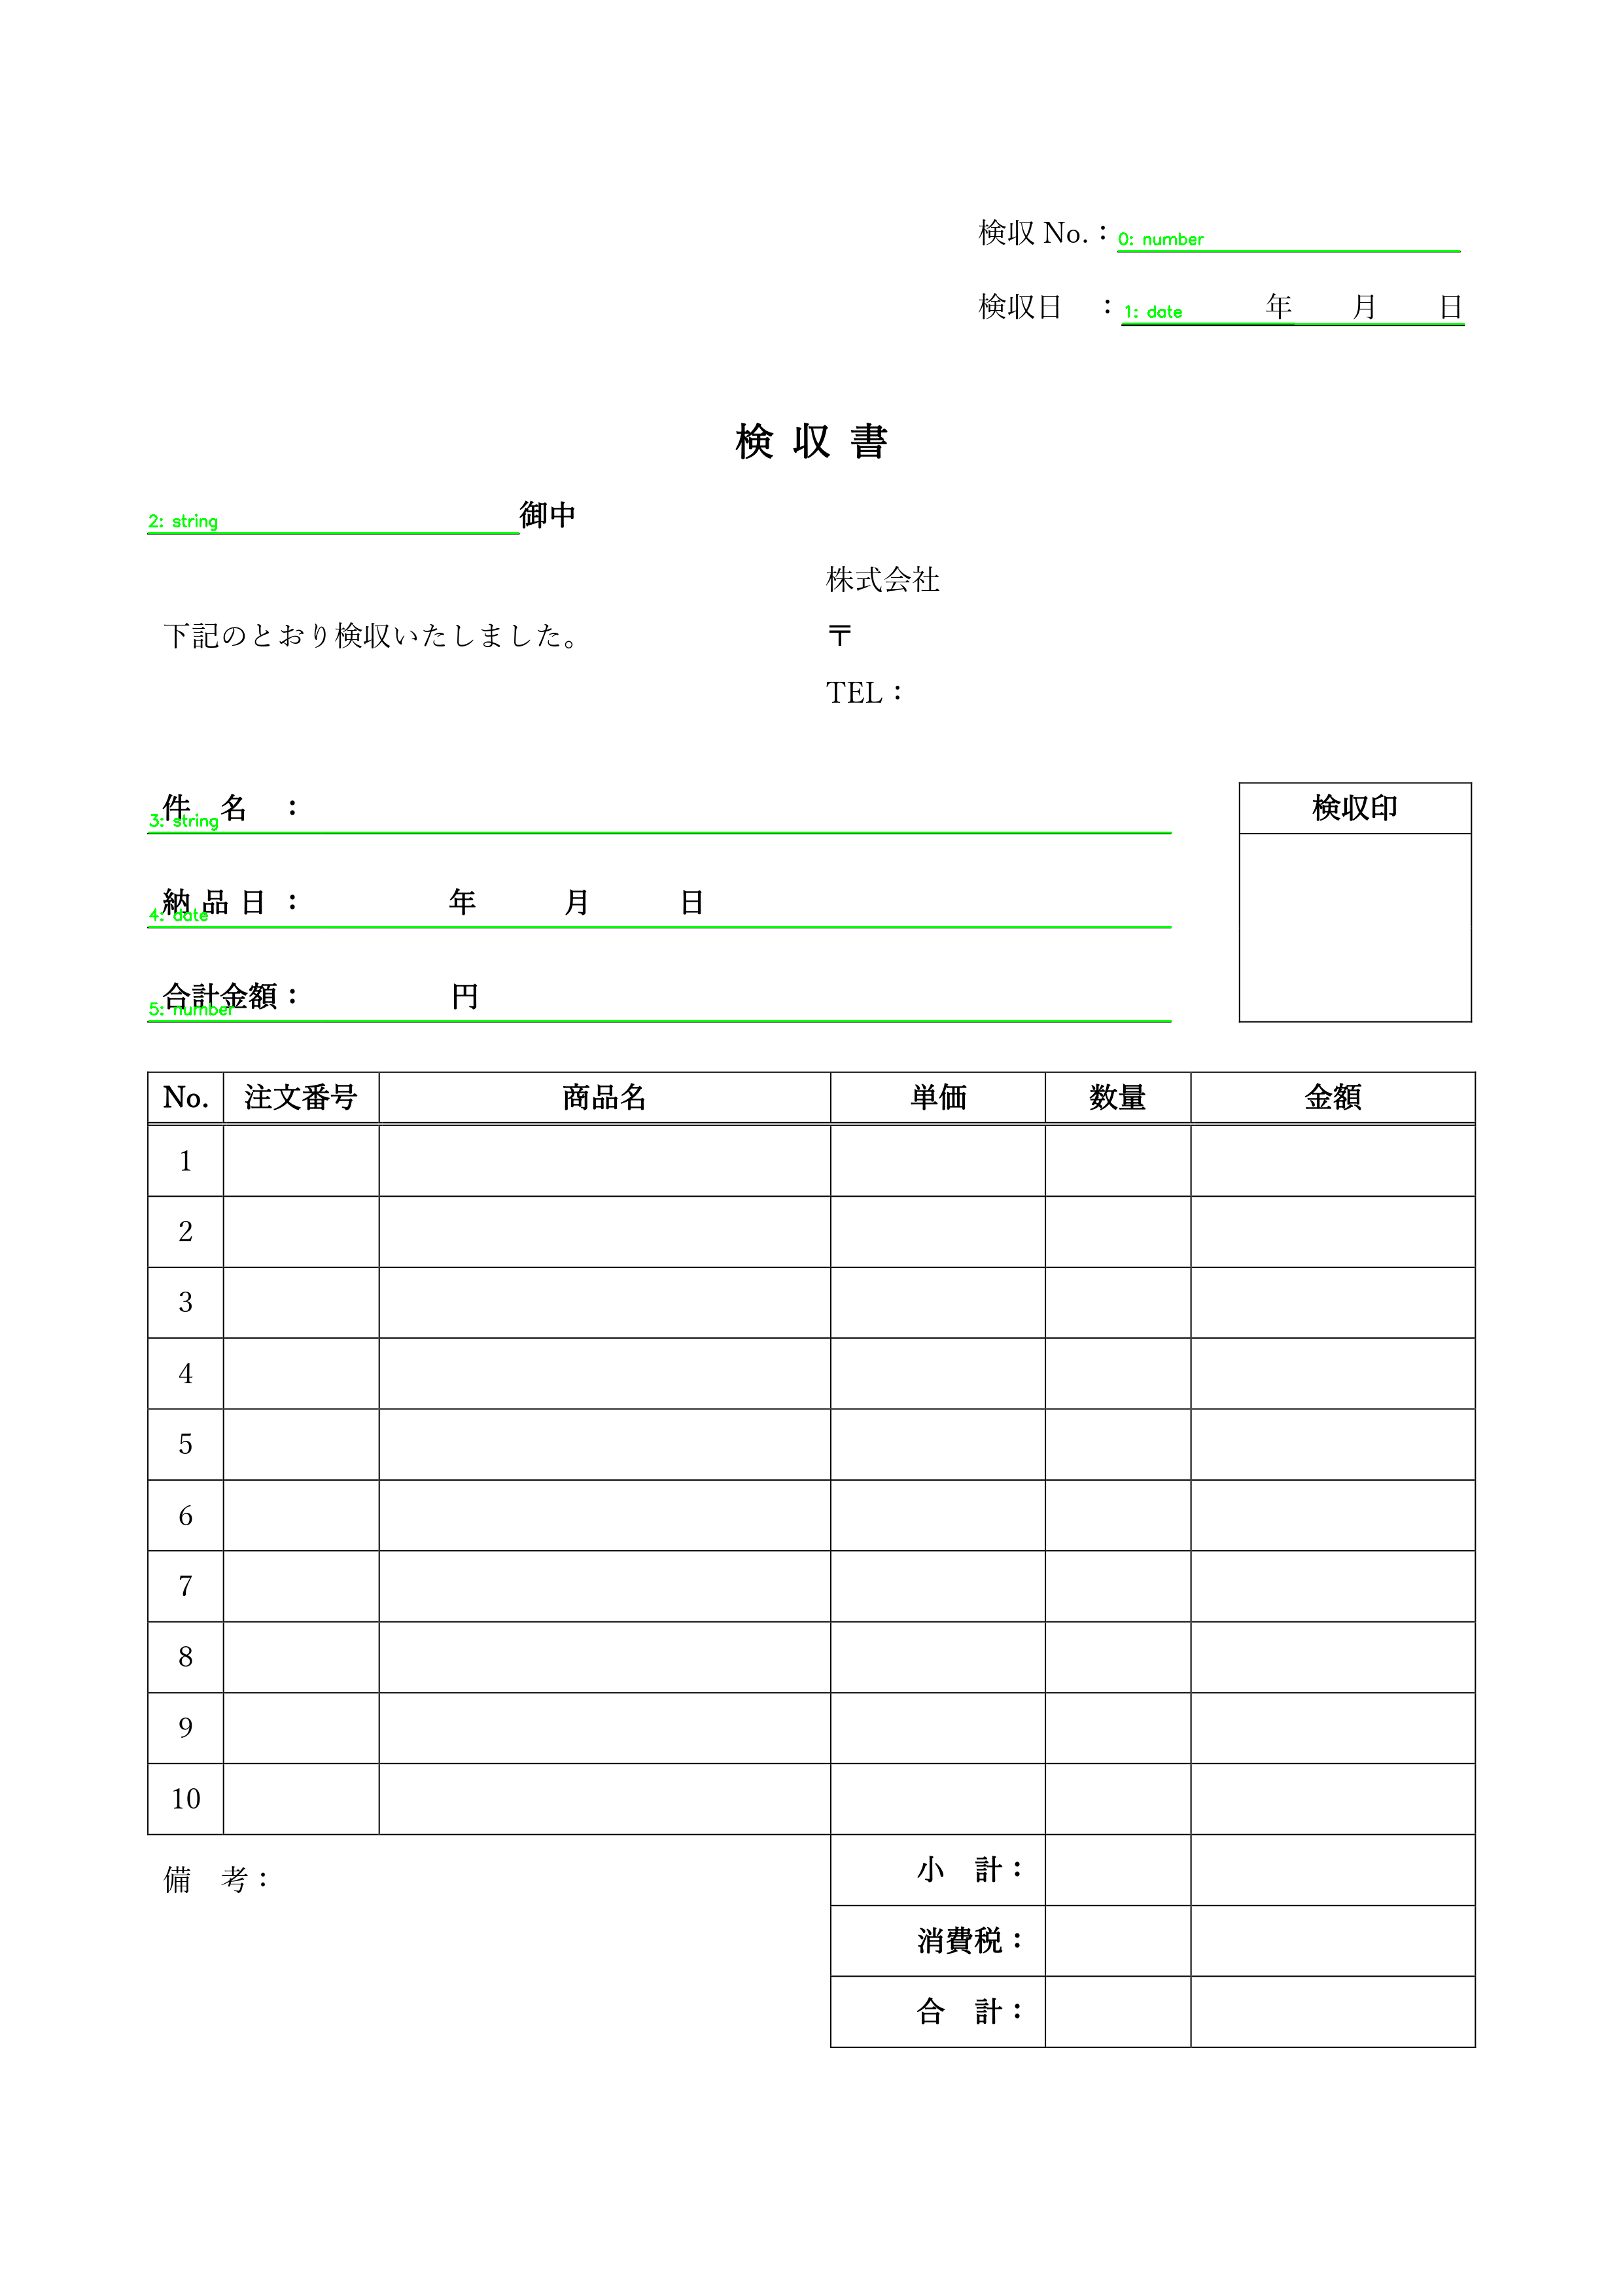 検収 No.：0: number
検収日　：1: date 年 月 日
検 収 書
2: string 御中
株式会社
下記のとおり検収いたしました。
〒
TEL：
件　名　：
3: string
検収印
納 品 日 ： 年 月 日
4: date
合計金額： 円
5: number
No. 注文番号 商品名 単価 数量 金額
1
2
3
4
5
6
7
8
9
10
小　計：
備　考：
消費税：
合　計：